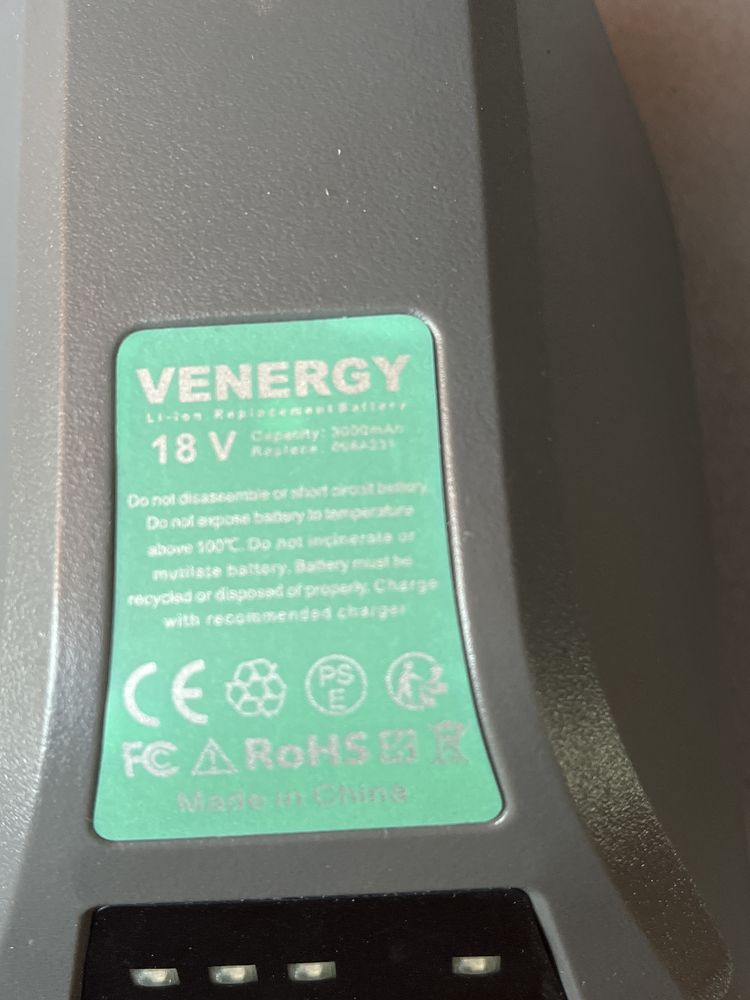 VENERGY
Li-ion Replacement Battery
18 V
Capacity: 3000mAh
Replace:
Do not disassemble or short circuit battery.
Do not expose battery to temperature
above 100℃. Do not incinerate or
mutilate battery. Battery must be
recycled or disposed of properly. Charge
with recommended charger
CE
PS
E
FC
RoHS
Made in China